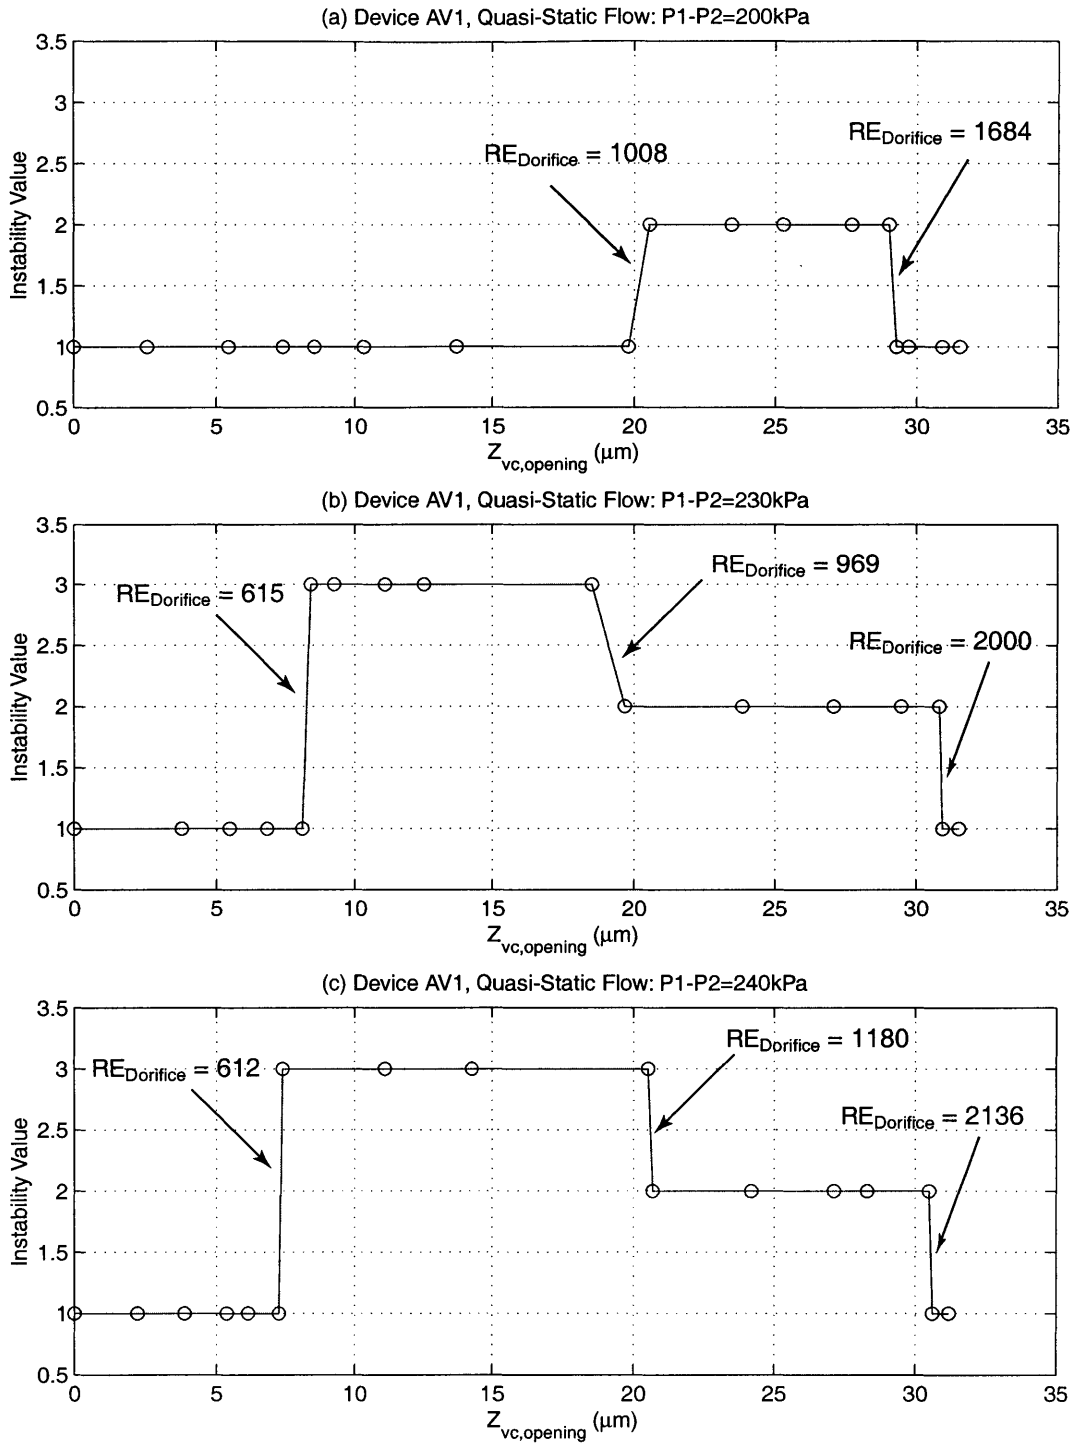 (a) Device AV1, Quasi-Static Flow: P1-P2=200kPa
3.5
3
2.5
2
1.5
1
0.5
Instability Value
RE_Dorifice = 1008
RE_Dorifice = 1684
0 5 10 15 20 25 30 35
Z_vc,opening (μm)
(b) Device AV1, Quasi-Static Flow: P1-P2=230kPa
3.5
3
2.5
2
1.5
1
0.5
Instability Value
RE_Dorifice = 615
RE_Dorifice = 969
RE_Dorifice = 2000
0 5 10 15 20 25 30 35
Z_vc,opening (μm)
(c) Device AV1, Quasi-Static Flow: P1-P2=240kPa
3.5
3
2.5
2
1.5
1
0.5
Instability Value
RE_Dorifice = 612
RE_Dorifice = 1180
RE_Dorifice = 2136
0 5 10 15 20 25 30 35
Z_vc,opening (μm)